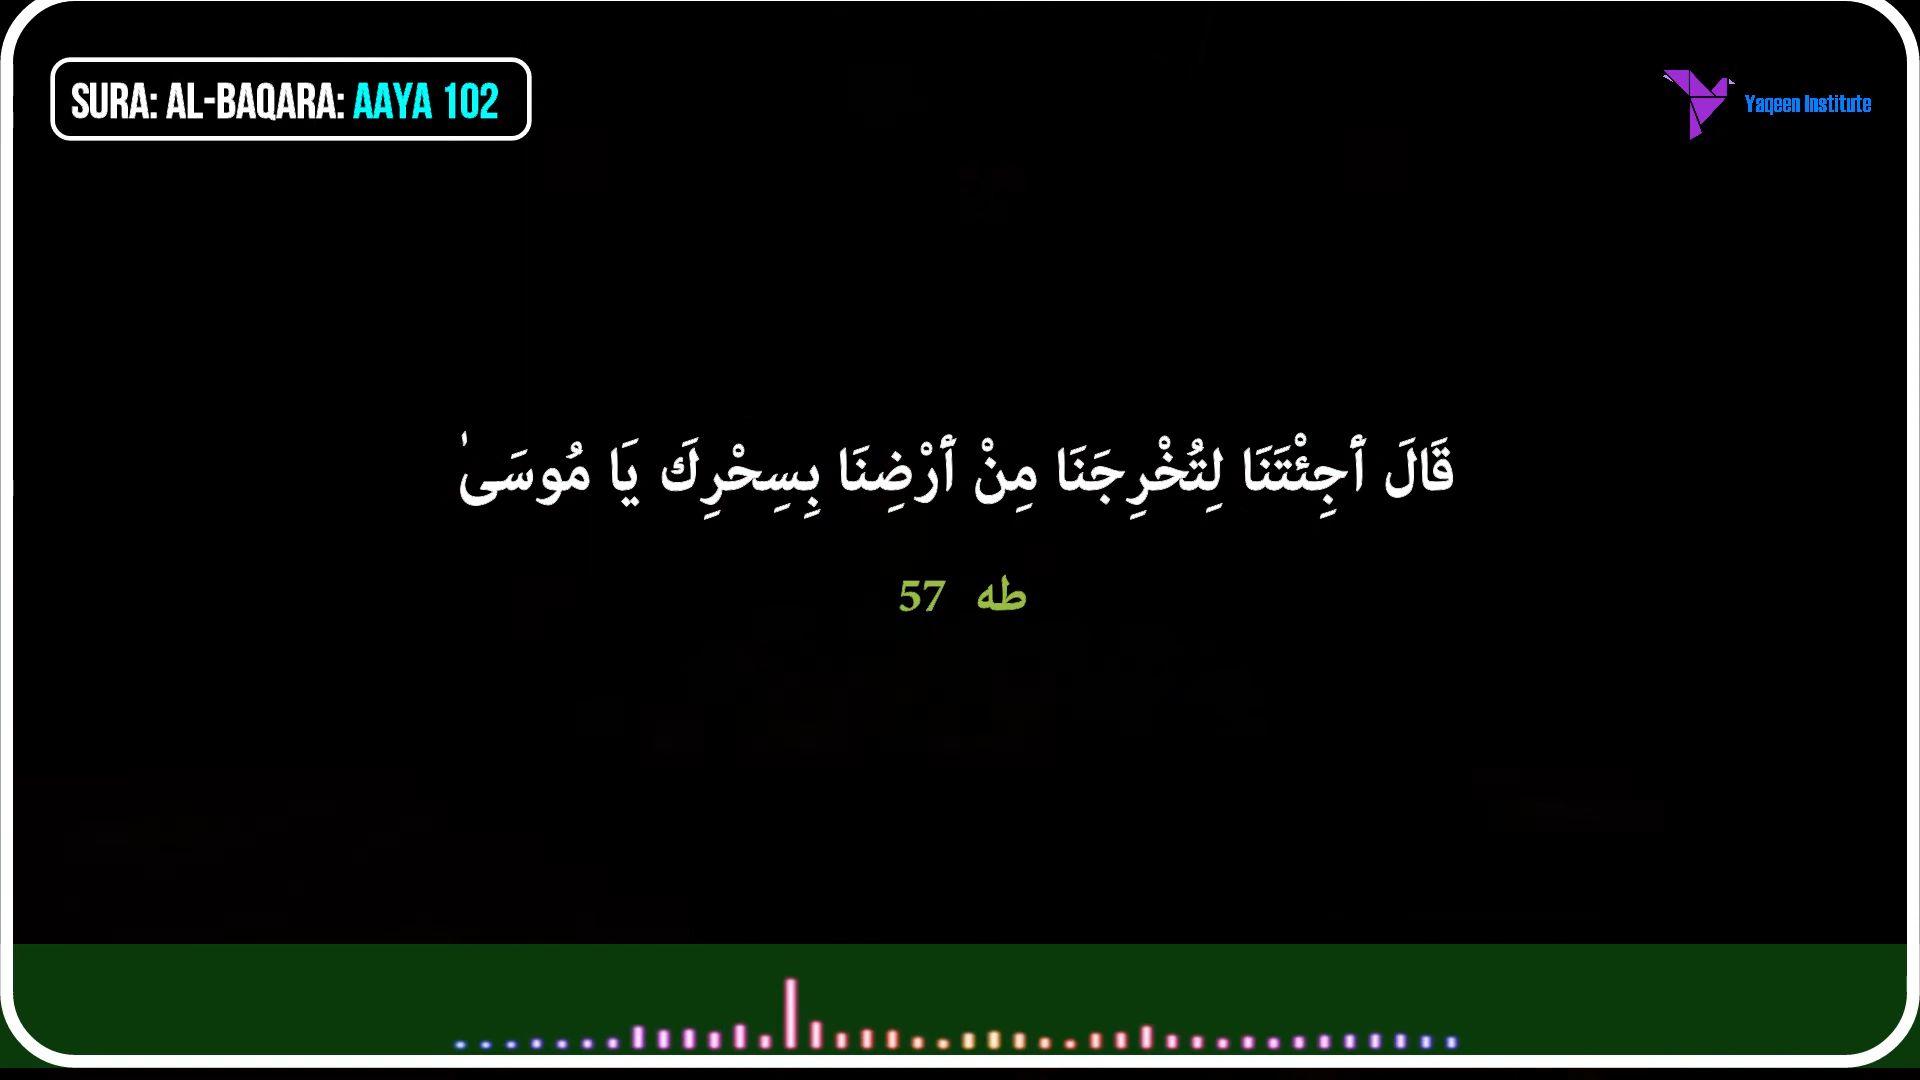 SURA: AL-BAQARA: AAYA 102
Yaqeen Institute
قَالَ أَجِئْتَنَا لِتُخْرِجَنَا مِنْ أَرْضِنَا بِسِحْرِكَ يَا مُوسَىٰ
طه 57